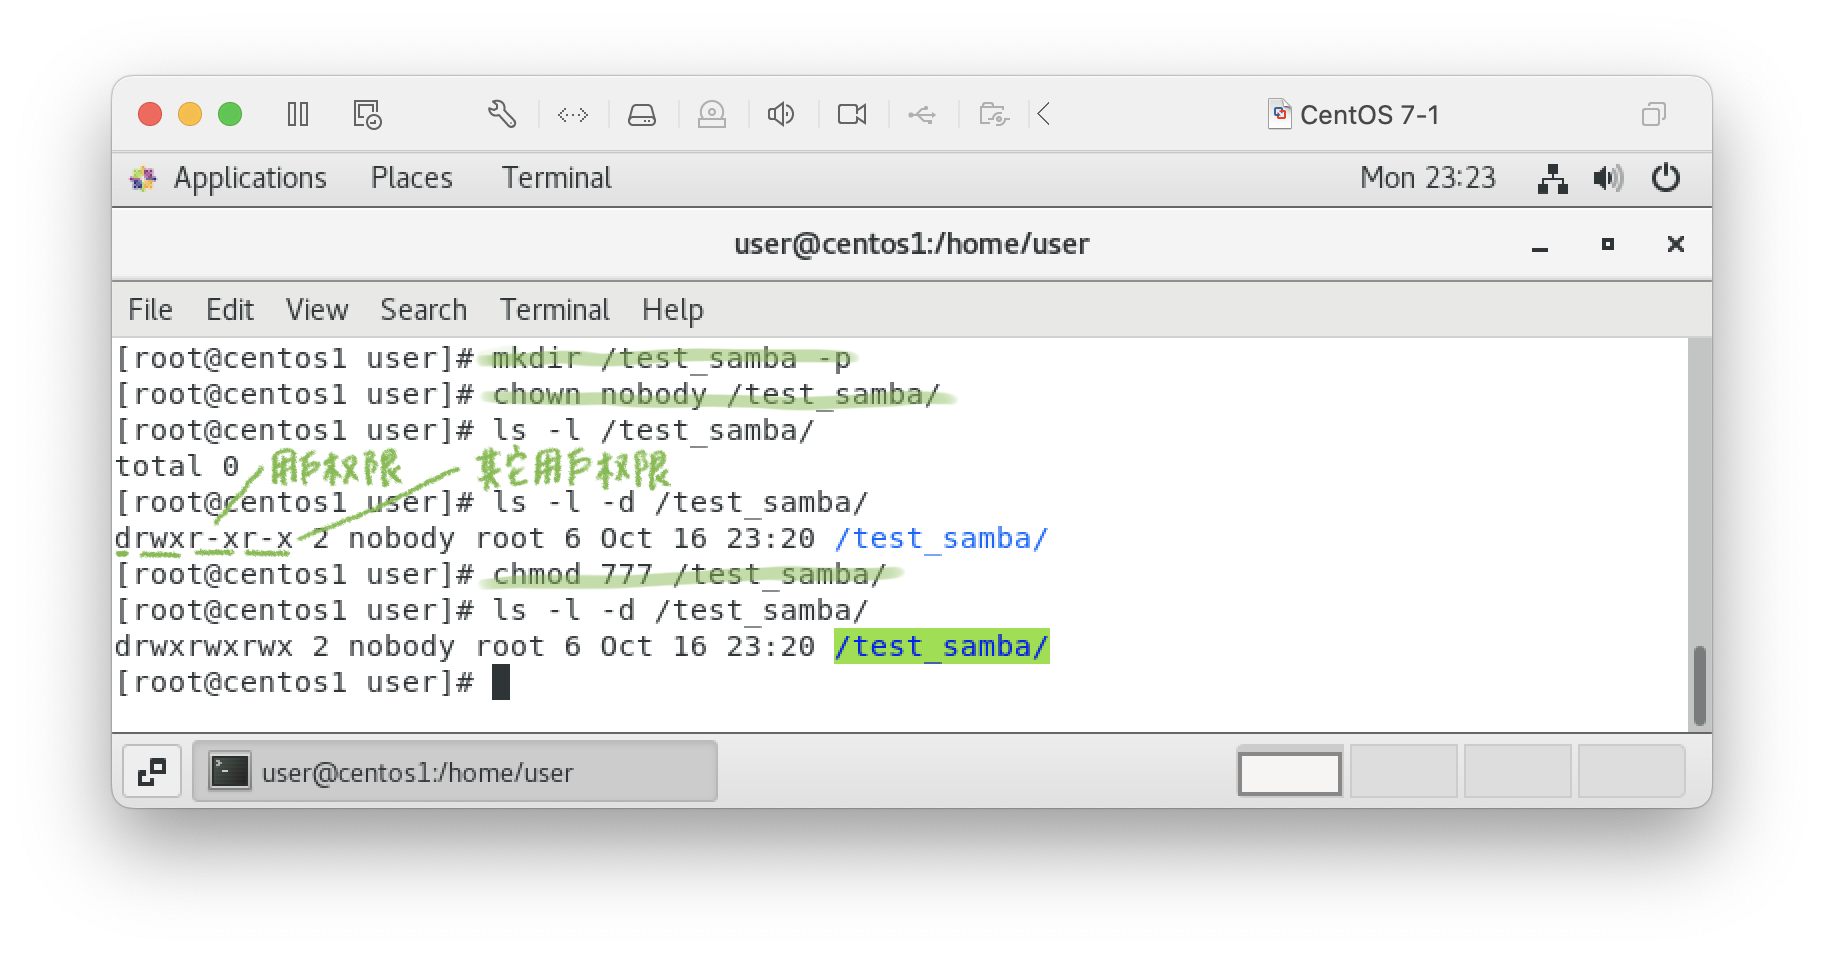 CentOS 7-1
Applications Places Terminal Mon 23:23
user@centos1:/home/user
File Edit View Search Terminal Help
[root@centos1 user]# mkdir /test_samba -p
[root@centos1 user]# chown nobody /test_samba/
[root@centos1 user]# ls -l /test_samba/
total 0 用户权限 其它用户权限
[root@centos1 user]# ls -l -d /test_samba/
drwxr-xr-x 2 nobody root 6 Oct 16 23:20 /test_samba/
[root@centos1 user]# chmod 777 /test_samba/
[root@centos1 user]# ls -l -d /test_samba/
drwxrwxrwx 2 nobody root 6 Oct 16 23:20 /test_samba/
[root@centos1 user]#
user@centos1:/home/user